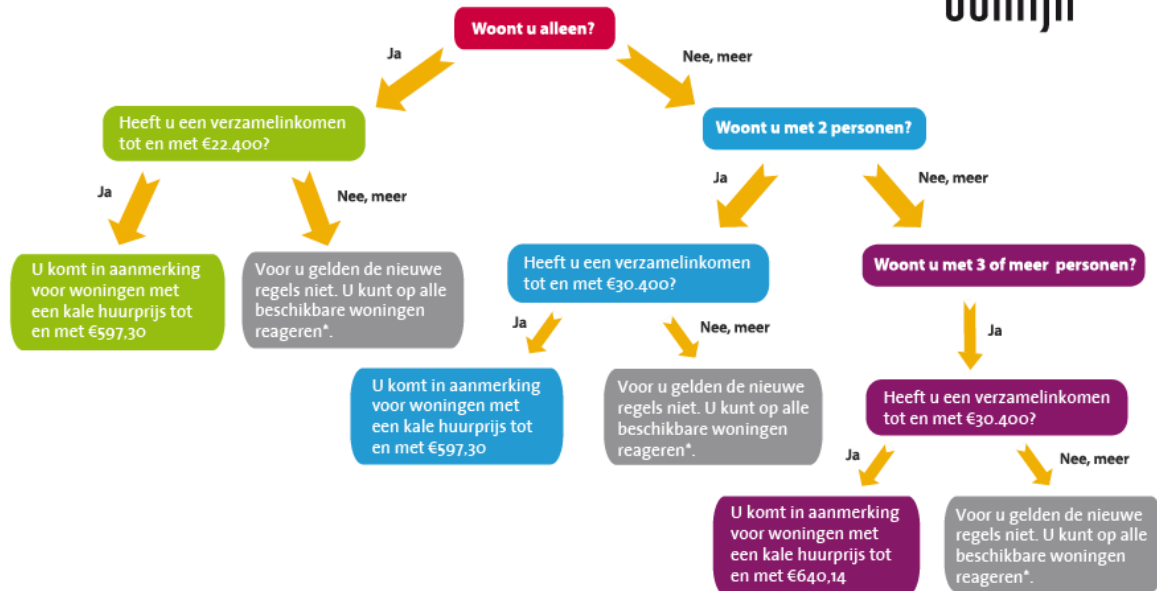 Woont u alleen?
Ja
Nee, meer
Heeft u een verzamelinkomen
tot en met €22.400?
Woont u met 2 personen?
Ja
Nee, meer
Ja
Nee, meer
U komt in aanmerking
voor woningen met
een kale huurprijs tot
en met €597,30
Voor u gelden de nieuwe
regels niet. U kunt op alle
beschikbare woningen
reageren*.
Heeft u een verzamelinkomen
tot en met €30.400?
Woont u met 3 of meer personen?
Ja
Nee, meer
Ja
U komt in aanmerking
voor woningen met
een kale huurprijs tot
en met €597,30
Voor u gelden de nieuwe
regels niet. U kunt op alle
beschikbare woningen
reageren*.
Heeft u een verzamelinkomen
tot en met €30.400?
Ja
Nee, meer
U komt in aanmerking
voor woningen met
een kale huurprijs tot
en met €640,14
Voor u gelden de nieuwe
regels niet. U kunt op alle
beschikbare woningen
reageren*.